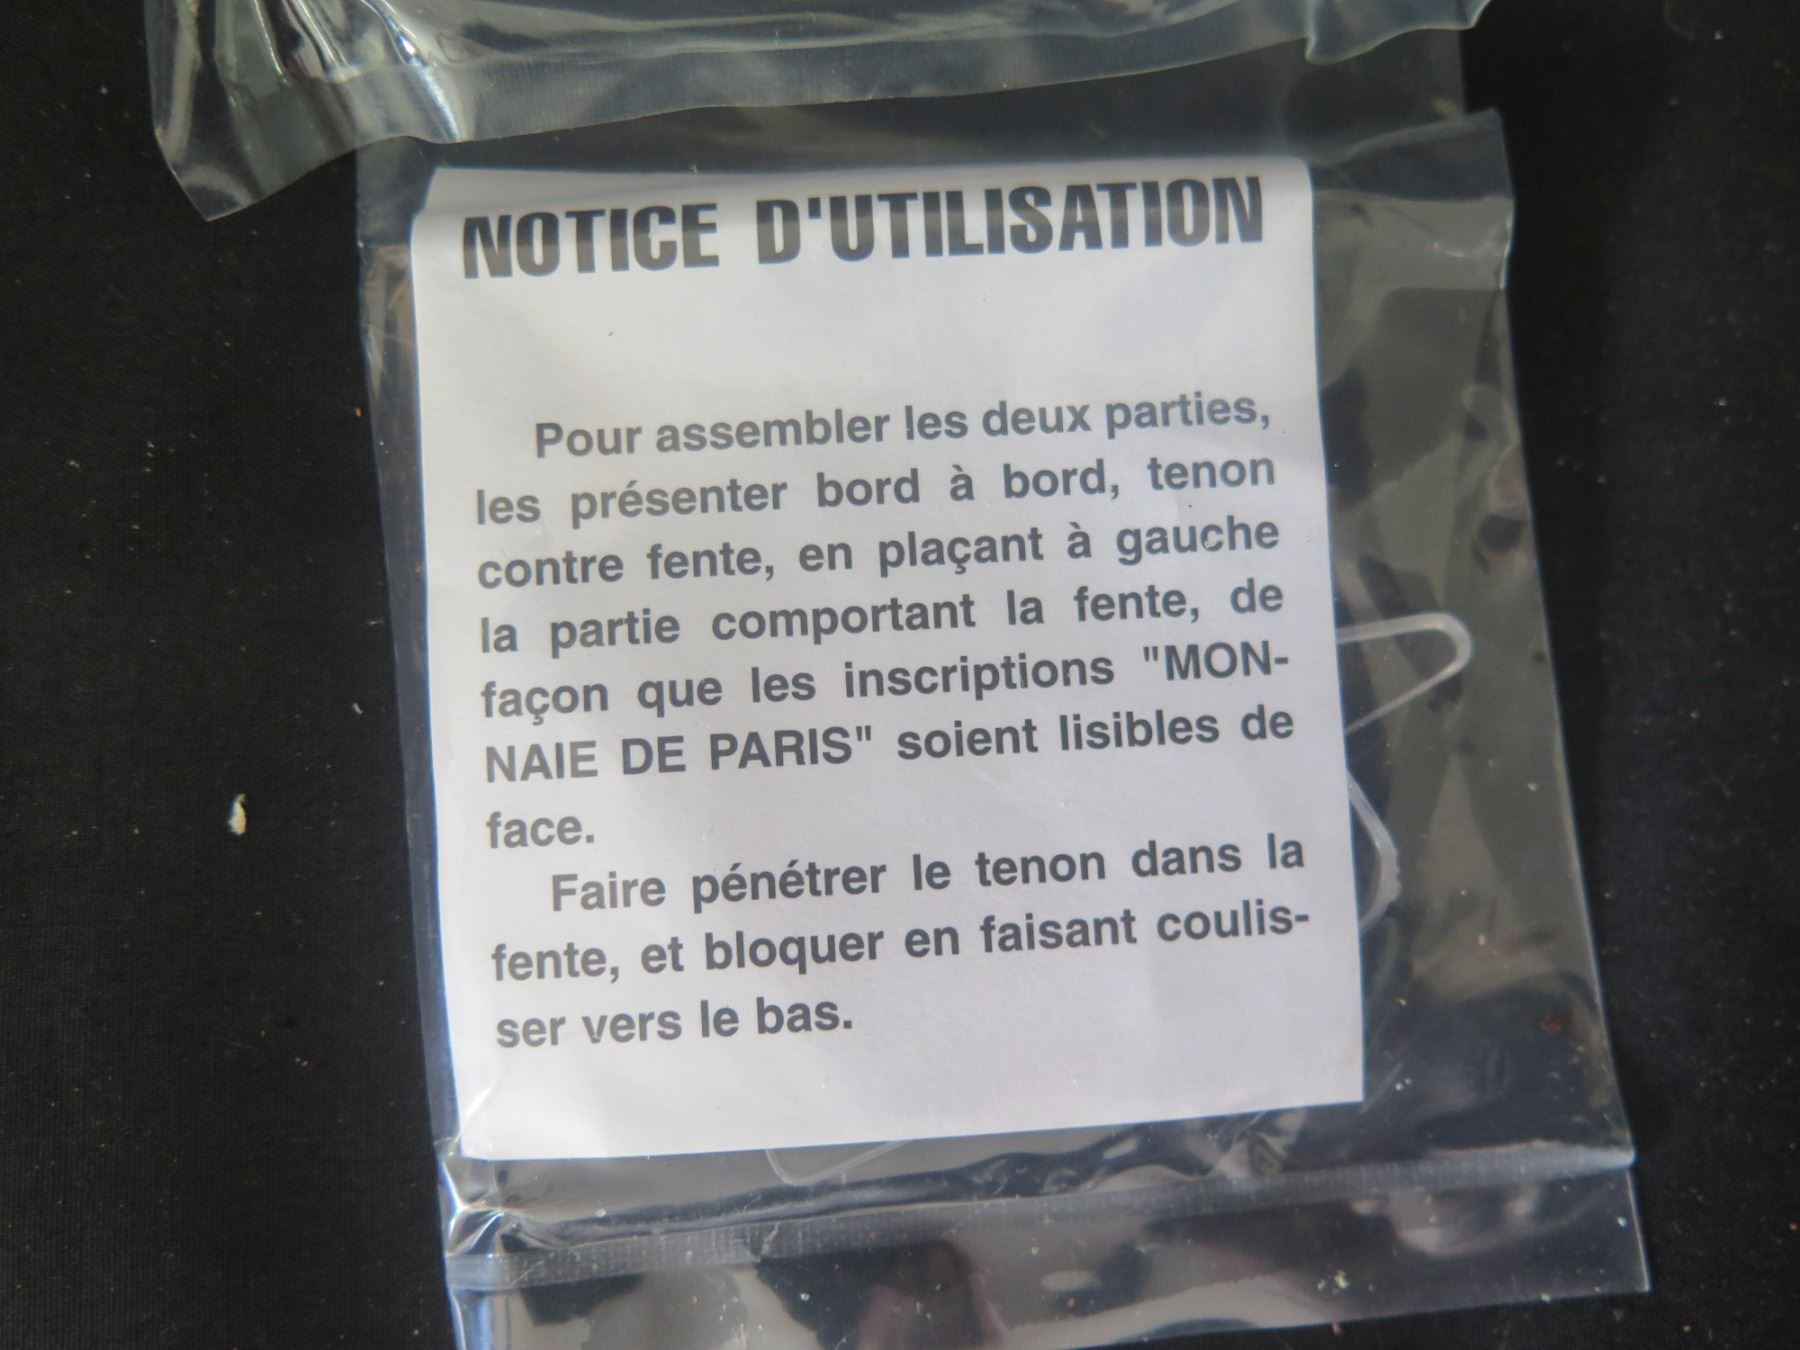 NOTICE D'UTILISATION
Pour assembler les deux parties,
les présenter bord à bord, tenon
contre fente, en plaçant à gauche
la partie comportant la fente, de
façon que les inscriptions "MON-
NAIE DE PARIS" soient lisibles de
face.
Faire pénétrer le tenon dans la
fente, et bloquer en faisant coulis-
ser vers le bas.